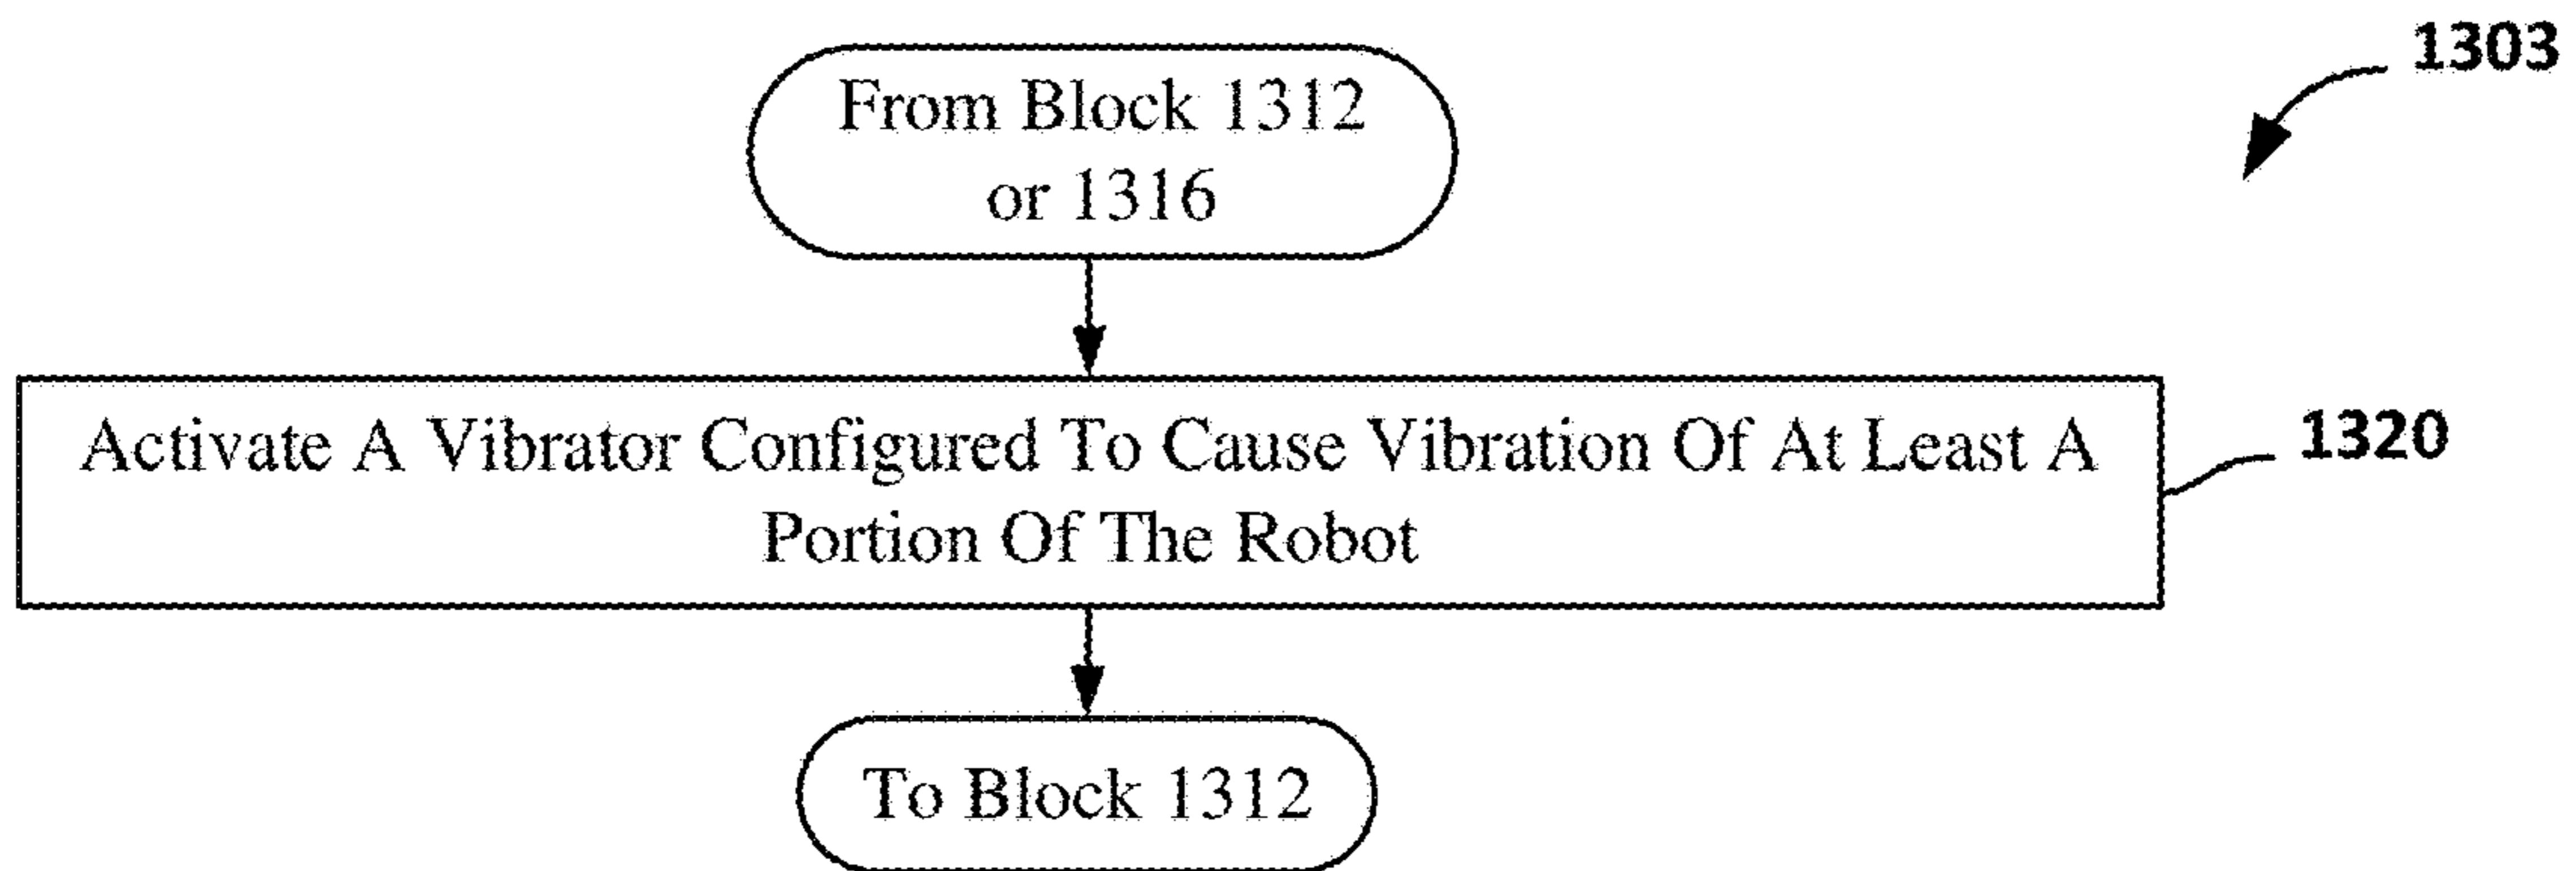 1303
From Block 1312
or 1316
Activate A Vibrator Configured To Cause Vibration Of At Least A
Portion Of The Robot
1320
To Block 1312